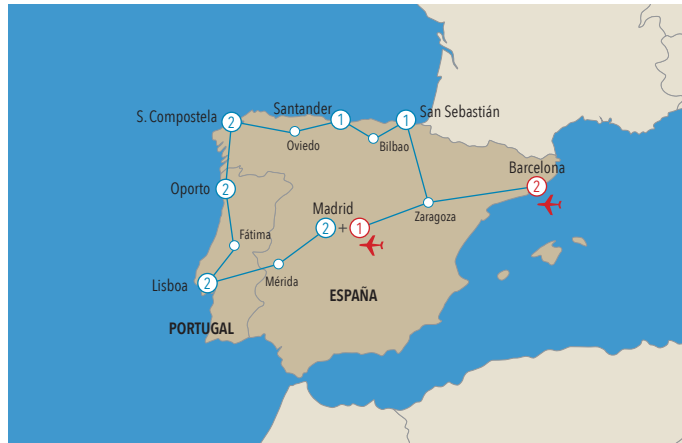 S. Compostela
2
Santander
1
1
San Sebastián
Oviedo
Bilbao
Barcelona
2
Oporto
2
Zaragoza
Madrid
2 + 1
Fátima
Lisboa
2
Mérida
ESPAÑA
PORTUGAL